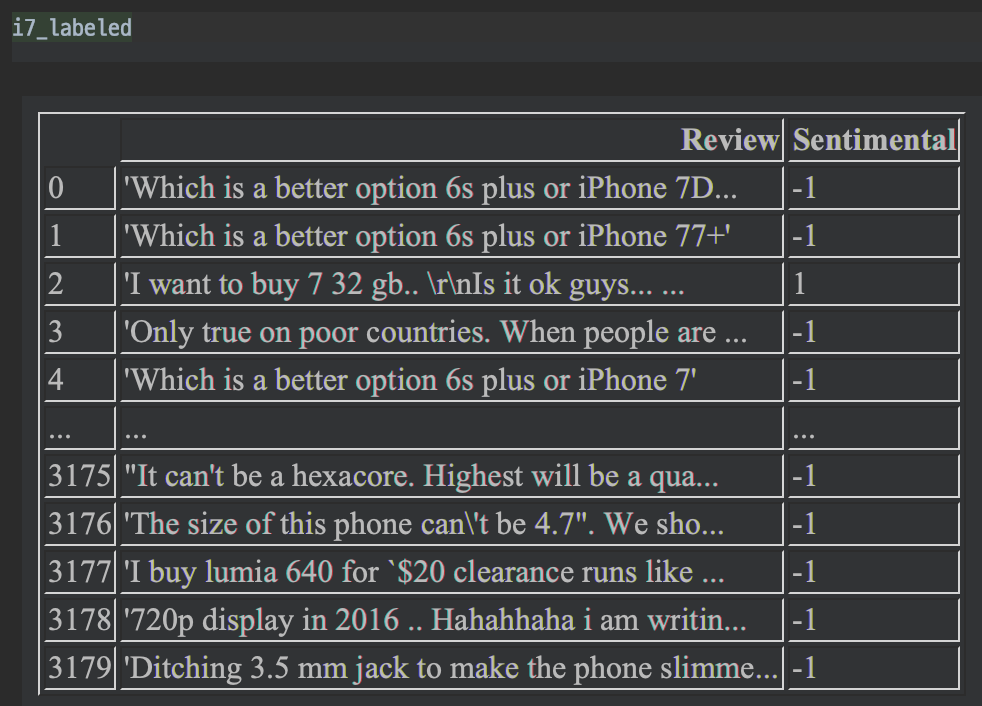 i7_labeled
Review Sentimental
0 'Which is a better option 6s plus or iPhone 7D... -1
1 'Which is a better option 6s plus or iPhone 77+' -1
2 'I want to buy 7 32 gb.. \r\nIs it ok guys... ... 1
3 'Only true on poor countries. When people are ... -1
4 'Which is a better option 6s plus or iPhone 7' -1
... ... ...
3175 "It can't be a hexacore. Highest will be a qua... -1
3176 'The size of this phone can\'t be 4.7". We sho... -1
3177 'I buy lumia 640 for `$20 clearance runs like ... -1
3178 '720p display in 2016 .. Hahahhaha i am writin... -1
3179 'Ditching 3.5 mm jack to make the phone slimme... -1